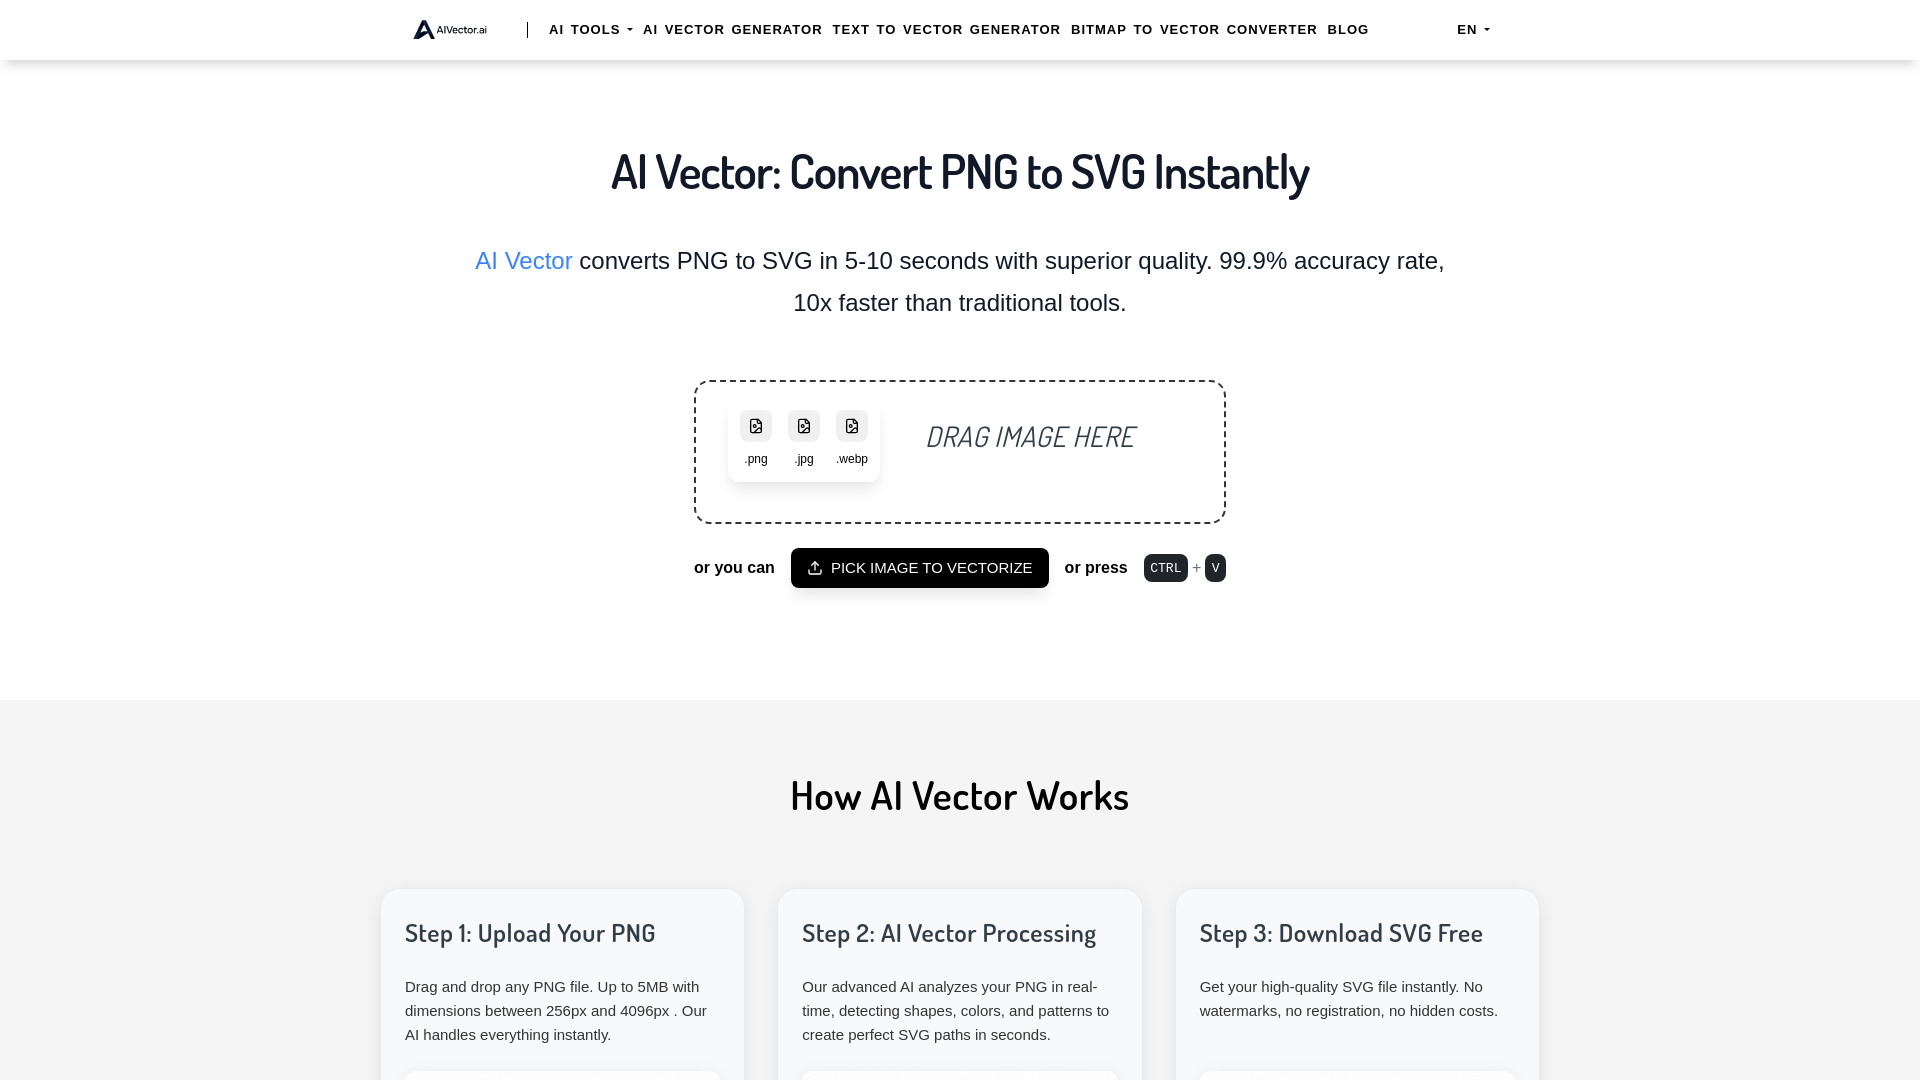 AIVector.ai
AI TOOLS
AI VECTOR GENERATOR
TEXT TO VECTOR GENERATOR
BITMAP TO VECTOR CONVERTER
BLOG
EN
AI Vector: Convert PNG to SVG Instantly
AI Vector converts PNG to SVG in 5-10 seconds with superior quality. 99.9% accuracy rate,
10x faster than traditional tools.
.png
.jpg
.webp
DRAG IMAGE HERE
or you can
PICK IMAGE TO VECTORIZE
or press
CTRL + V
How AI Vector Works
Step 1: Upload Your PNG
Drag and drop any PNG file. Up to 5MB with
dimensions between 256px and 4096px . Our
AI handles everything instantly.
Step 2: AI Vector Processing
Our advanced AI analyzes your PNG in real-
time, detecting shapes, colors, and patterns to
create perfect SVG paths in seconds.
Step 3: Download SVG Free
Get your high-quality SVG file instantly. No
watermarks, no registration, no hidden costs.